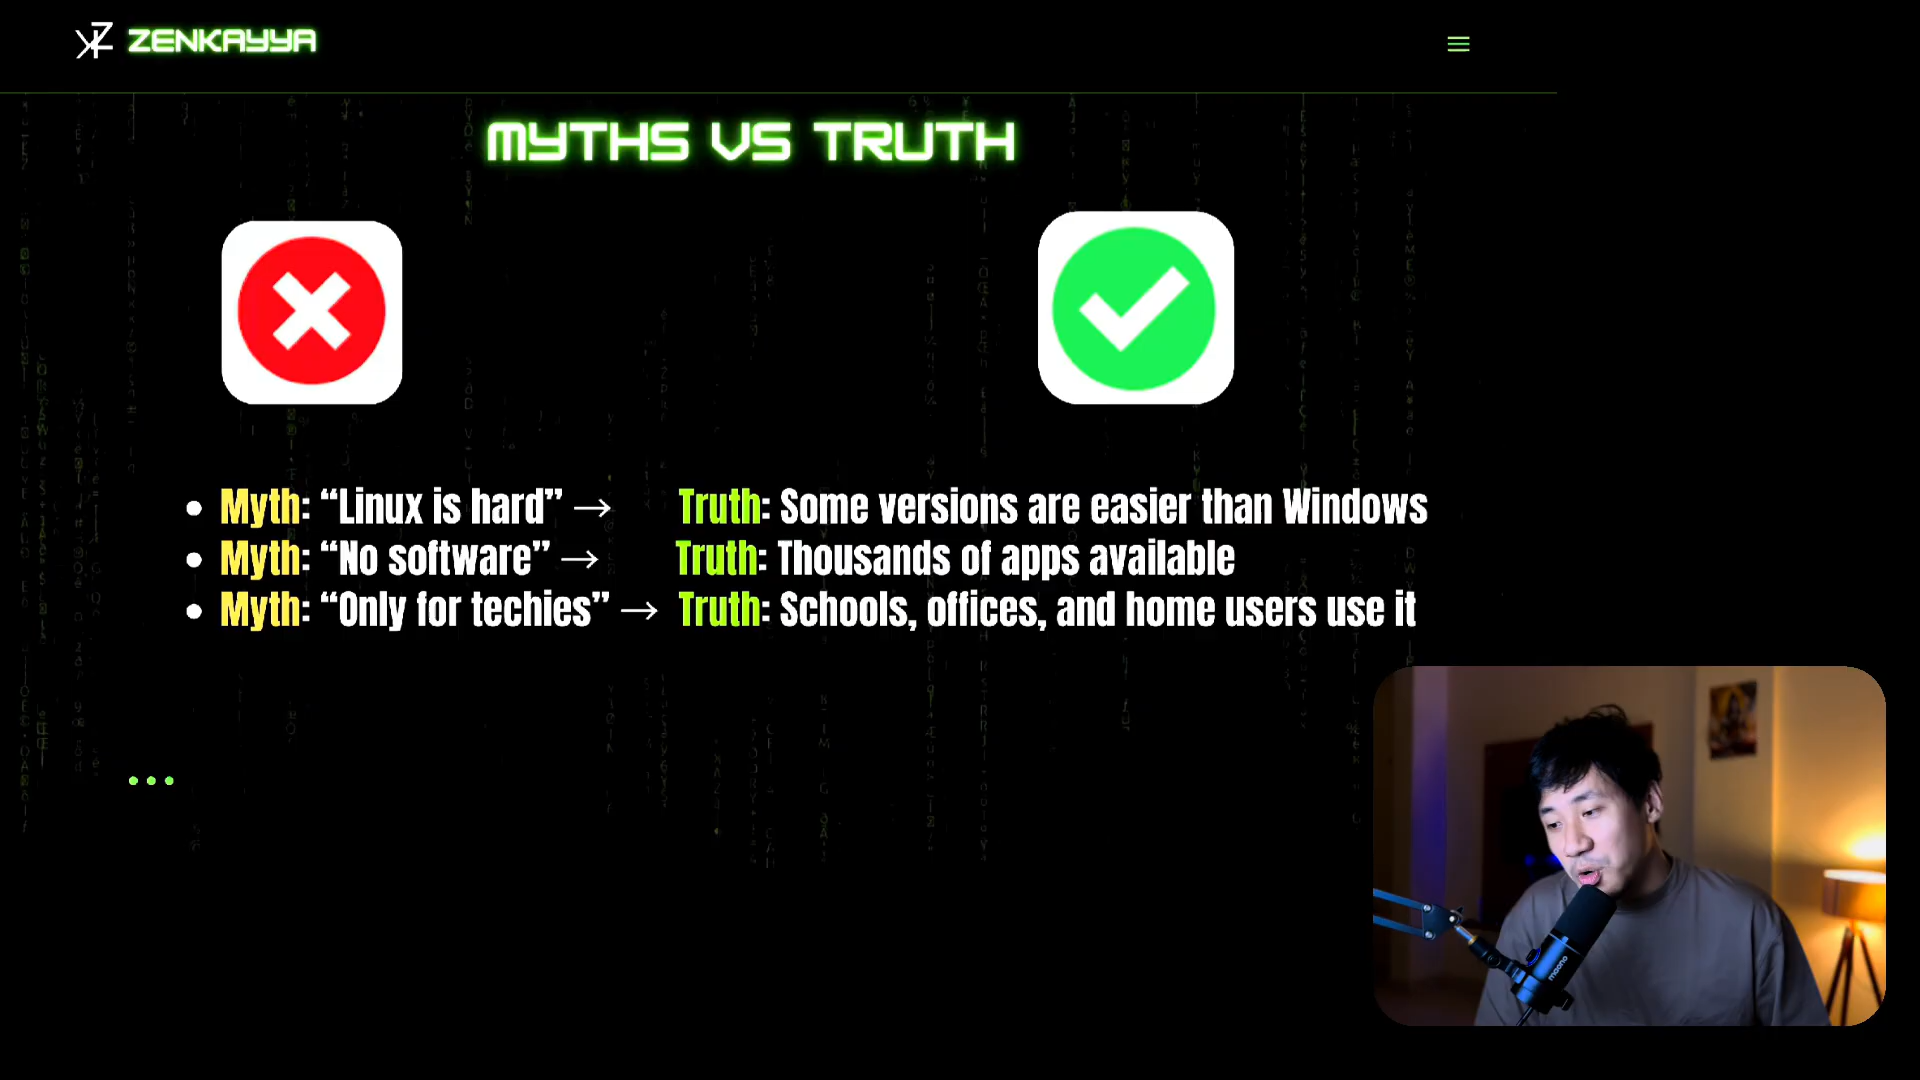 ZENKAYYA
MYTHS VS TRUTH
• Myth: “Linux is hard” → Truth: Some versions are easier than Windows
• Myth: “No software” → Truth: Thousands of apps available
• Myth: “Only for techies” → Truth: Schools, offices, and home users use it
maono